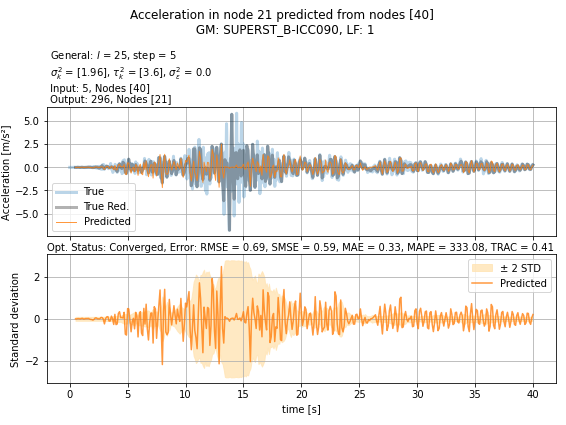 Acceleration in node 21 predicted from nodes [40]
GM: SUPERST_B-ICC090, LF: 1
General: l = 25, step = 5
σ²ₖ = [1.96], τ²ₖ = [3.6], σ²ε = 0.0
Input: 5, Nodes [40]
Output: 296, Nodes [21]
Acceleration [m/s²]
5.0
2.5
0.0
−2.5
−5.0
True
True Red.
Predicted
Opt. Status: Converged, Error: RMSE = 0.69, SMSE = 0.59, MAE = 0.33, MAPE = 333.08, TRAC = 0.41
Standard deviation
2
0
−2
± 2 STD
Predicted
0 5 10 15 20 25 30 35 40
time [s]